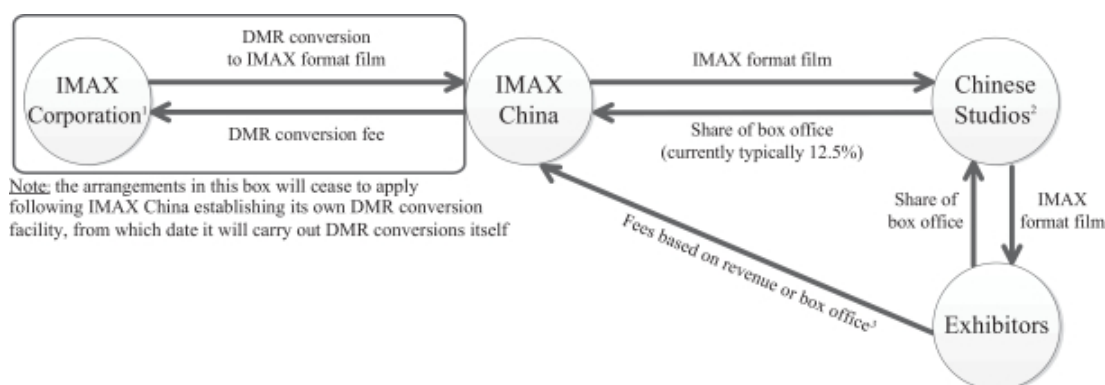 DMR conversion
to IMAX format film
IMAX
Corporation¹
DMR conversion fee
IMAX
China
IMAX format film
Share of box office
(currently typically 12.5%)
Chinese
Studios²
Note: the arrangements in this box will cease to apply
following IMAX China establishing its own DMR conversion
facility, from which date it will carry out DMR conversions itself
Fees based on revenue or box office³
Share of
box office
IMAX
format film
Exhibitors